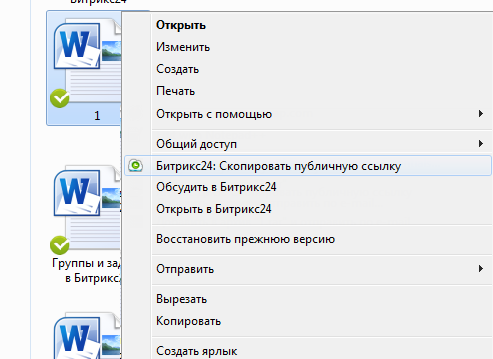 Битрикс24
Открыть
Изменить
Создать
Печать
Открыть с помощью
1
Общий доступ
Битрикс24: Скопировать публичную ссылку
Обсудить в Битрикс24
Открыть в Битрикс24
Восстановить прежнюю версию
Группы и зад
в Битрикс
Отправить
Вырезать
Копировать
Создать ярлык